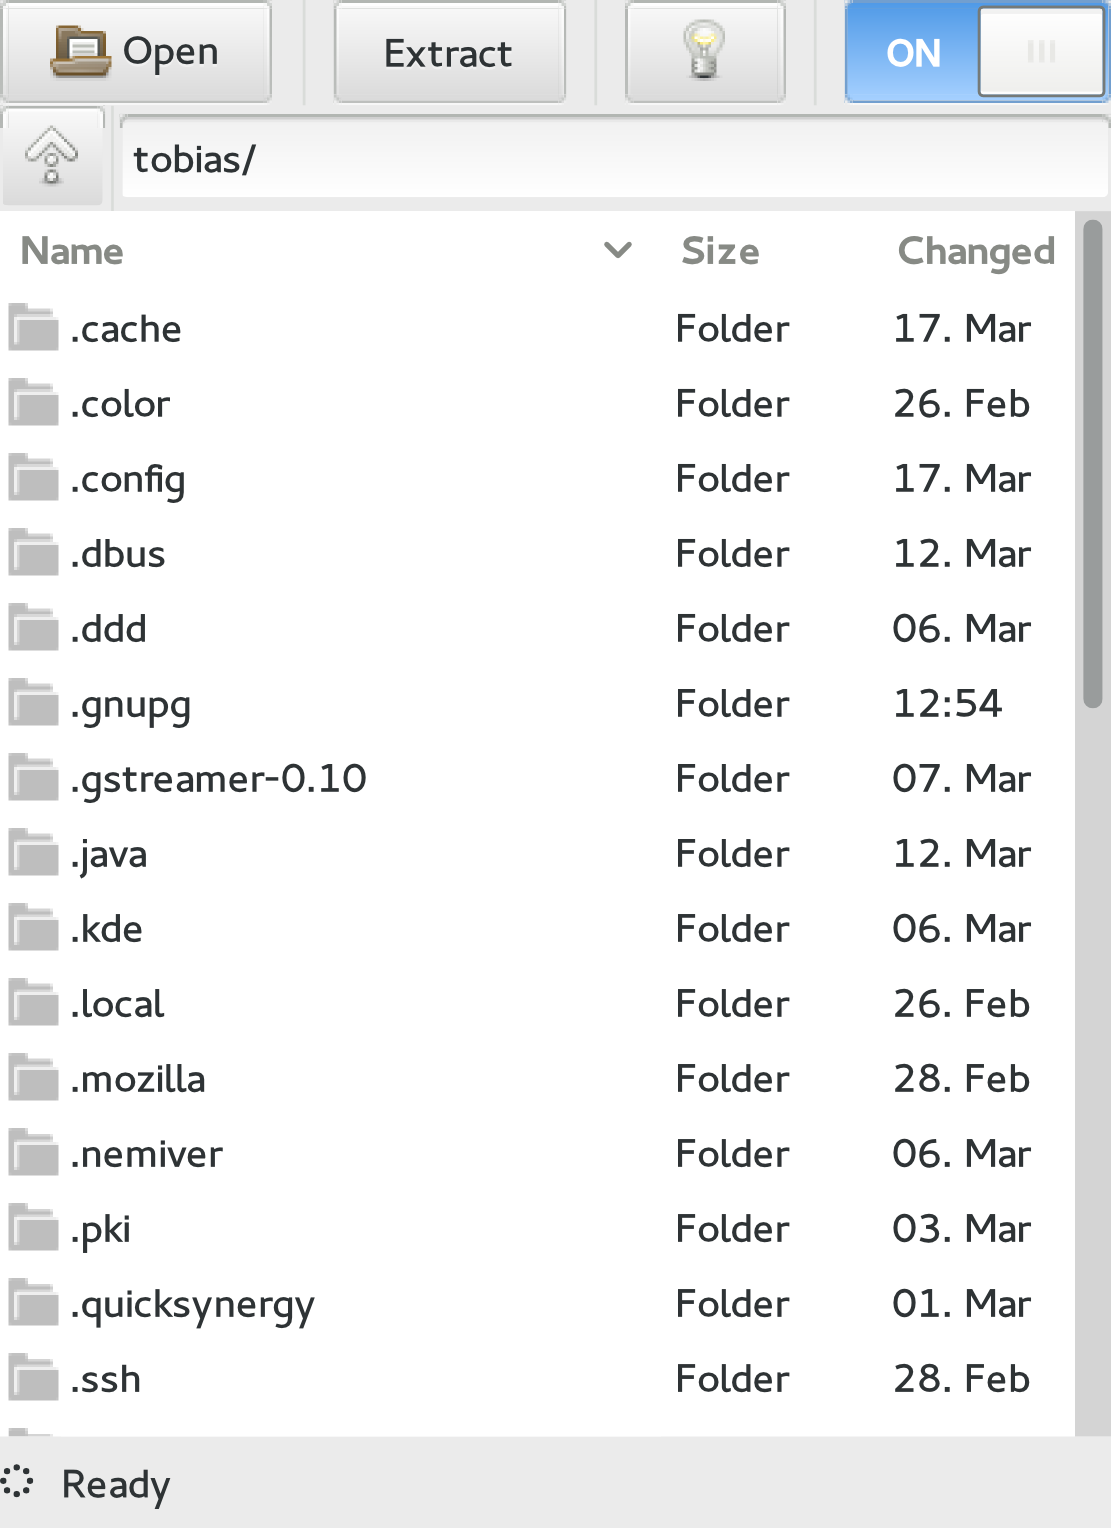 Open Extract ON
tobias/
Name Size Changed
.cache Folder 17. Mar
.color Folder 26. Feb
.config Folder 17. Mar
.dbus Folder 12. Mar
.ddd Folder 06. Mar
.gnupg Folder 12:54
.gstreamer-0.10 Folder 07. Mar
.java Folder 12. Mar
.kde Folder 06. Mar
.local Folder 26. Feb
.mozilla Folder 28. Feb
.nemiver Folder 06. Mar
.pki Folder 03. Mar
.quicksynergy Folder 01. Mar
.ssh Folder 28. Feb
Ready